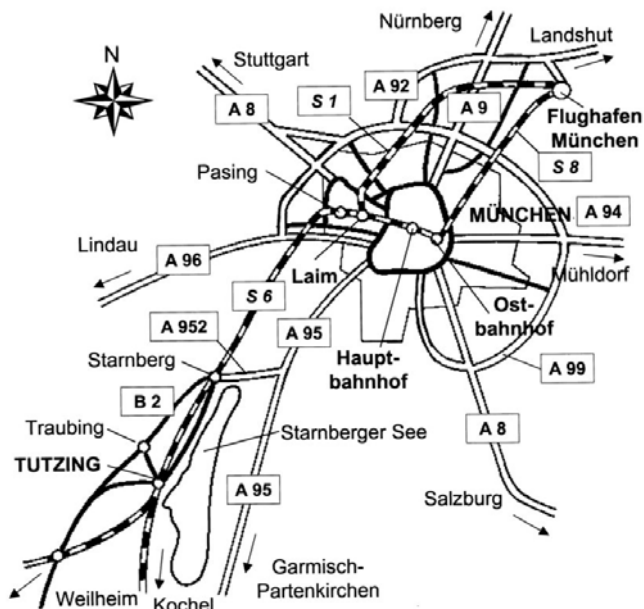 Nürnberg
Landshut
N
Stuttgart
A 92
A 9
S 1
A 8
Flughafen
München
Pasing
S 8
MÜNCHEN
A 94
Lindau
A 96
Laim
Mühldorf
S 6
Ost-
bahnhof
A 952
A 95
Haupt-
bahnhof
A 99
Starnberg
B 2
Traubing
Starnberger See
A 8
TUTZING
A 95
Salzburg
Garmisch-
Partenkirchen
Weilheim
Kochel